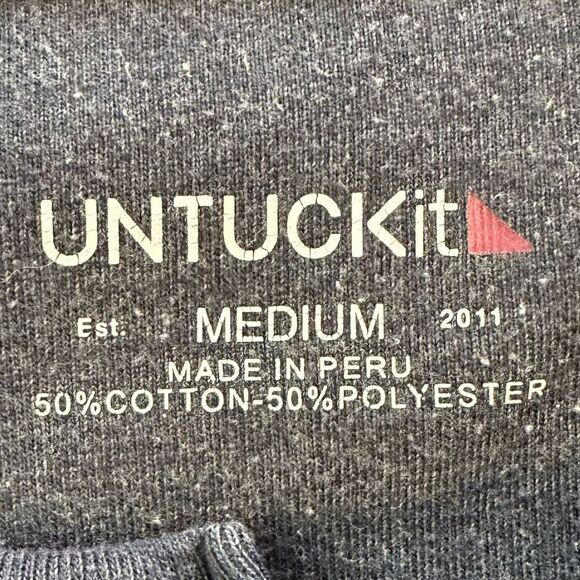 UNTUCKit
Est. MEDIUM 2011
MADE IN PERU
50%COTTON-50%POLYESTER